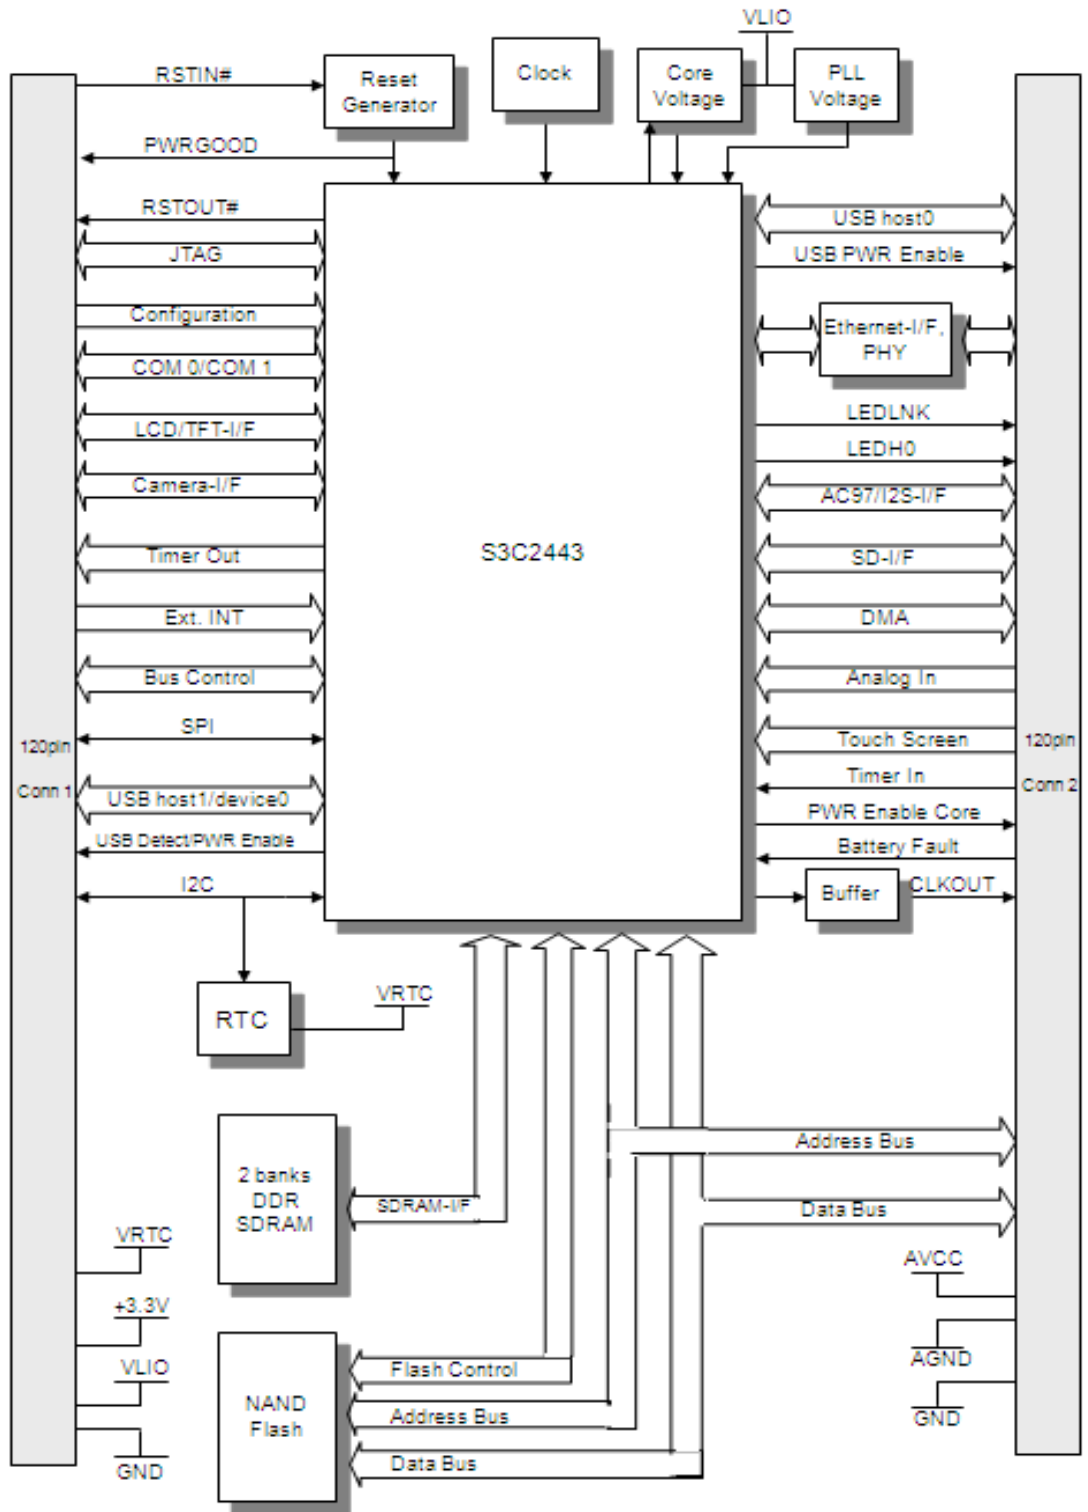 VLIO
RSTIN#
Reset
Generator
Clock
Core
Voltage
PLL
Voltage
PWRGOOD
RSTOUT#
JTAG
Configuration
COM 0/COM 1
LCD/TFT-I/F
Camera-I/F
Timer Out
Ext. INT
Bus Control
SPI
USB host1/device0
USB Detect/PWR Enable
I2C
120pin
Conn 1
S3C2443
USB host0
USB PWR Enable
Ethernet-I/F,
PHY
LEDLNK
LEDH0
AC97/I2S-I/F
SD-I/F
DMA
Analog In
Touch Screen
Timer In
PWR Enable Core
Battery Fault
Buffer
CLKOUT
120pin
Conn 2
RTC
VRTC
2 banks
DDR
SDRAM
SDRAM-I/F
Address Bus
Data Bus
VRTC
+3.3V
VLIO
GND
NAND
Flash
Flash Control
Address Bus
Data Bus
AVCC
AGND
GND